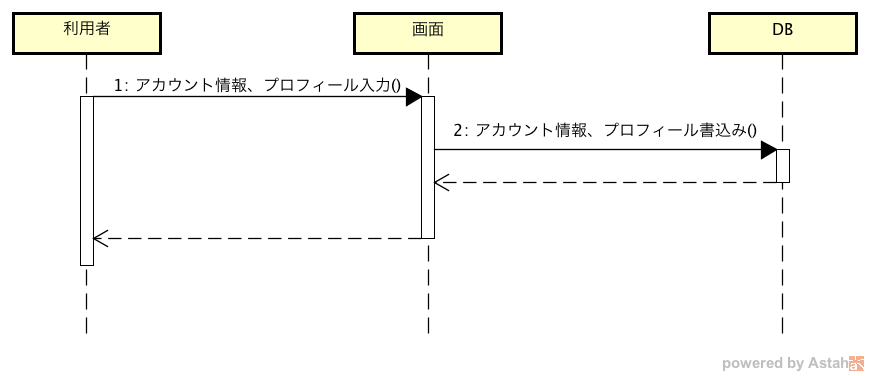 利用者
画面
DB
1: アカウント情報、プロフィール入力()
2: アカウント情報、プロフィール書込み()
powered by Astah